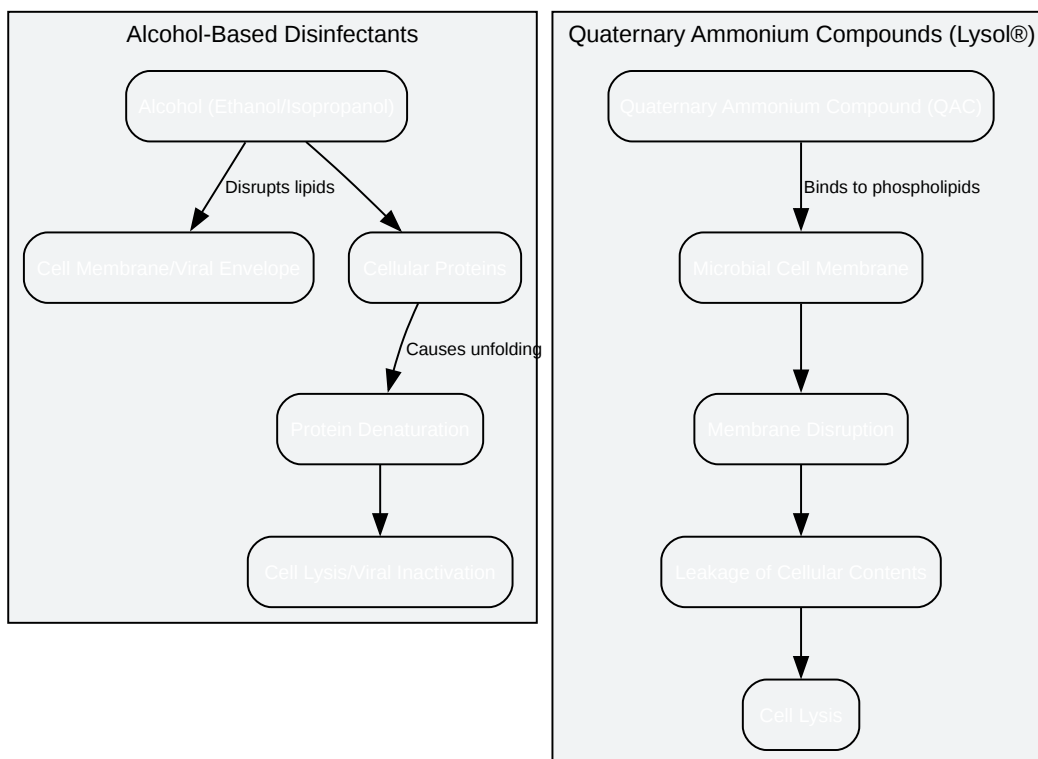 Alcohol-Based Disinfectants
Alcohol (Ethanol/Isopropanol)
Disrupts lipids
Cell Membrane/Viral Envelope
Cellular Proteins
Causes unfolding
Protein Denaturation
Cell Lysis/Viral Inactivation
Quaternary Ammonium Compounds (Lysol®)
Quaternary Ammonium Compound (QAC)
Binds to phospholipids
Microbial Cell Membrane
Membrane Disruption
Leakage of Cellular Contents
Cell Lysis